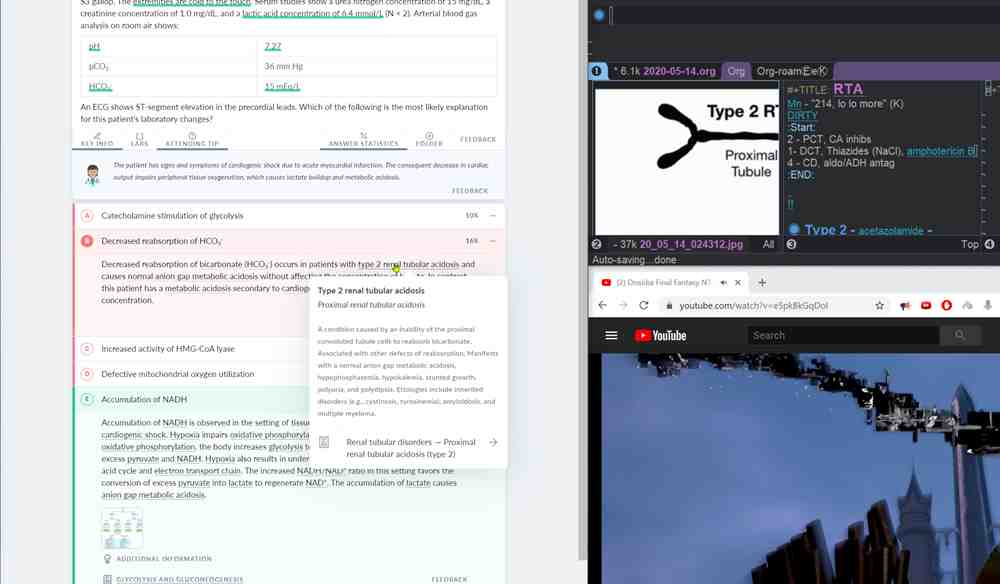 S3 gallop. The extremities are cold to the touch. Serum studies show a urea nitrogen concentration of 15 mg/dL, a
creatinine concentration of 1.0 mg/dL, and a lactic acid concentration of 6.4 mmol/L (N < 2). Arterial blood gas
analysis on room air shows:
pH 7.27
pCO₂ 36 mm Hg
HCO₃⁻ 15 mEq/L
An ECG shows ST-segment elevation in the precordial leads. Which of the following is the most likely explanation
for this patient's laboratory changes?
KEY INFO LABS ATTENDING TIP ANSWER STATISTICS FOLDER FEEDBACK
The patient has signs and symptoms of cardiogenic shock due to acute myocardial infarction. The consequent decrease in cardiac
output impairs peripheral tissue oxygenation, which causes lactate buildup and metabolic acidosis.
FEEDBACK
A Catecholamine stimulation of glycolysis 10%
B Decreased reabsorption of HCO₃⁻ 16%
Decreased reabsorption of bicarbonate (HCO₃⁻) occurs in patients with type 2 renal tubular acidosis and
causes normal anion gap metabolic acidosis without affecting the concentration of
this patient has a metabolic acidosis secondary to cardiog
concentration.
Type 2 renal tubular acidosis
Proximal renal tubular acidosis
A condition caused by an inability of the proximal
convoluted tubule cells to reabsorb bicarbonate.
Associated with other defects of reabsorption. Manifests
with a normal anion gap metabolic acidosis,
hypophosphatemia, hypokalemia, stunted growth,
polyuria, and polydipsia. Etiologies include inherited
disorders (e.g., cystinosis, tyrosinemia), amyloidosis, and
multiple myeloma.
Renal tubular disorders → Proximal
renal tubular acidosis (type 2)
C Increased activity of HMG-CoA lyase
D Defective mitochondrial oxygen utilization
E Accumulation of NADH
Accumulation of NADH is observed in the setting of tissue
cardiogenic shock. Hypoxia impairs oxidative phosphoryla
oxidative phosphorylation, the body increases glycolysis t
excess pyruvate and NADH. Hypoxia also results in under
acid cycle and electron transport chain. The increased NADH/NAD⁺ ratio in this setting favors the
conversion of excess pyruvate into lactate to regenerate NAD⁺. The accumulation of lactate causes
anion gap metabolic acidosis.
ADDITIONAL INFORMATION
GLYCOLYSIS AND GLUCONEOGENESIS FEEDBACK
1 * 6.1k 2020-05-14.org Org Org-roam
Type 2 RT
Proximal
Tubule
#+TITLE: RTA
Mn - "214, lo lo more" (K)
DIRTY
:Start:
2 - PCT, CA inhibs
1- DCT, Thiazides (NaCl), amphotericin B
4 - CD, aldo/ADH antag
:END:
!!
Type 2 - acetazolamide -
2 - 37k 20_05_14_024312.jpg All 3 Top 4
Auto-saving...done
(2) Dissidia Final Fantasy NT
youtube.com/watch?v=eSpkBkGqDoI
YouTube
Search